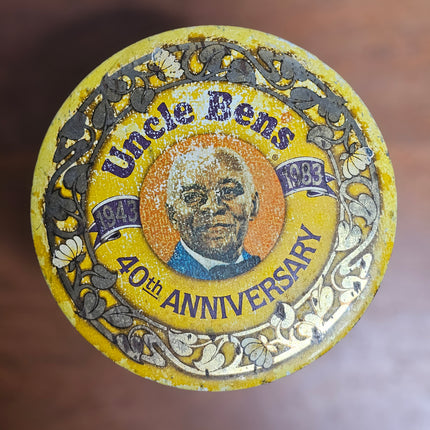 Uncle Bens
®
1943 1983
40th ANNIVERSARY